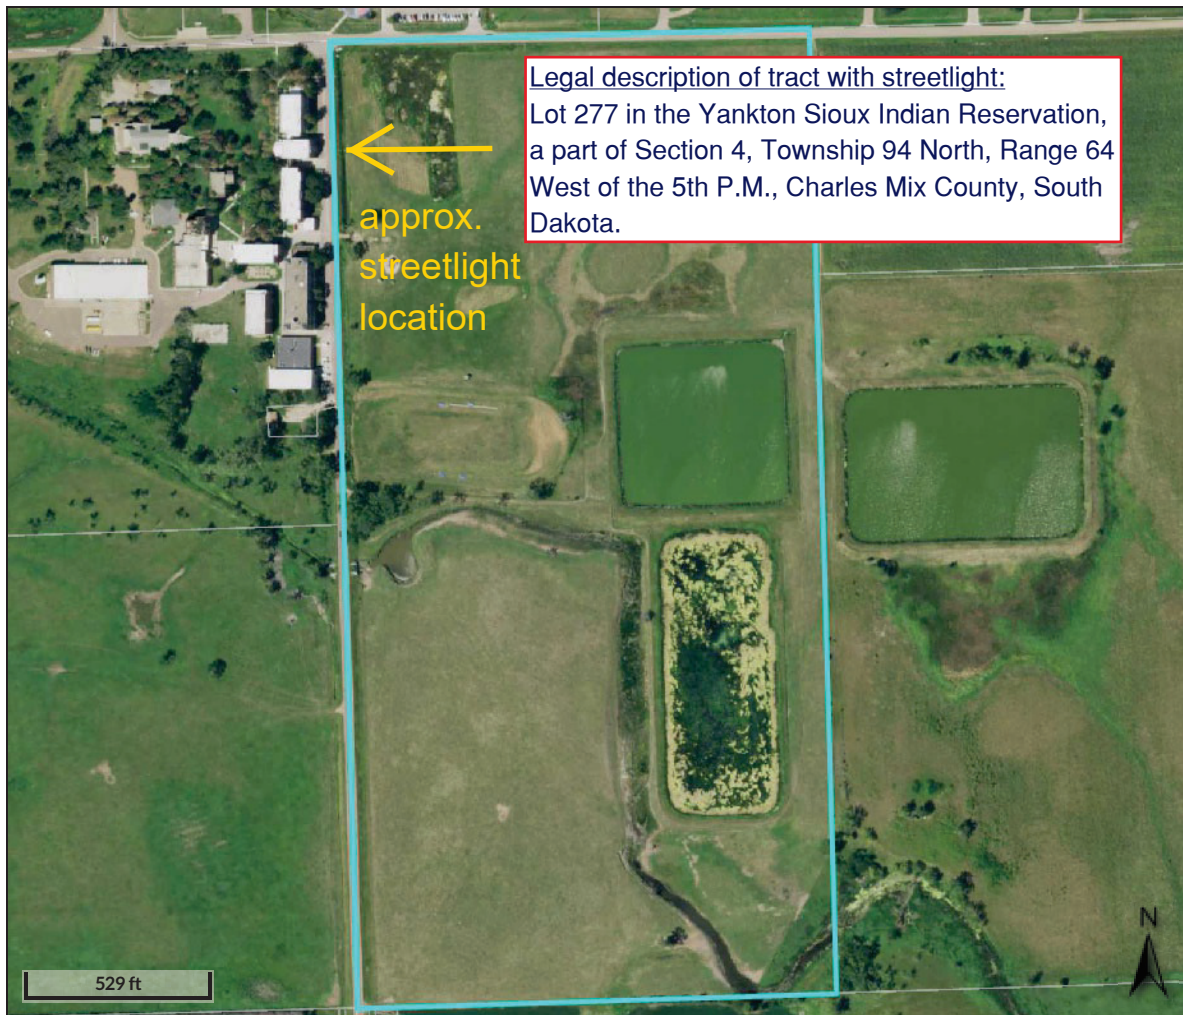 Legal description of tract with streetlight:
Lot 277 in the Yankton Sioux Indian Reservation,
a part of Section 4, Township 94 North, Range 64
West of the 5th P.M., Charles Mix County, South
Dakota.
approx.
streetlight
location
N
529 ft